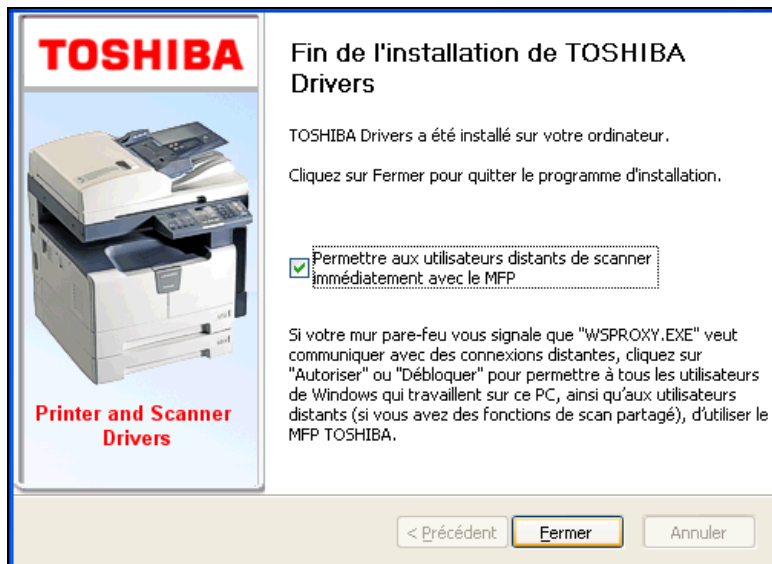 TOSHIBA
Printer and Scanner
Drivers
Fin de l'installation de TOSHIBA
Drivers
TOSHIBA Drivers a été installé sur votre ordinateur.
Cliquez sur Fermer pour quitter le programme d'installation.
Permettre aux utilisateurs distants de scanner
immédiatement avec le MFP
Si votre mur pare-feu vous signale que "WSPROXY.EXE" veut
communiquer avec des connexions distantes, cliquez sur
"Autoriser" ou "Débloquer" pour permettre à tous les utilisateurs
de Windows qui travaillent sur ce PC, ainsi qu'aux utilisateurs
distants (si vous avez des fonctions de scan partagé), d'utiliser le
MFP TOSHIBA.
< Précédent
Fermer
Annuler